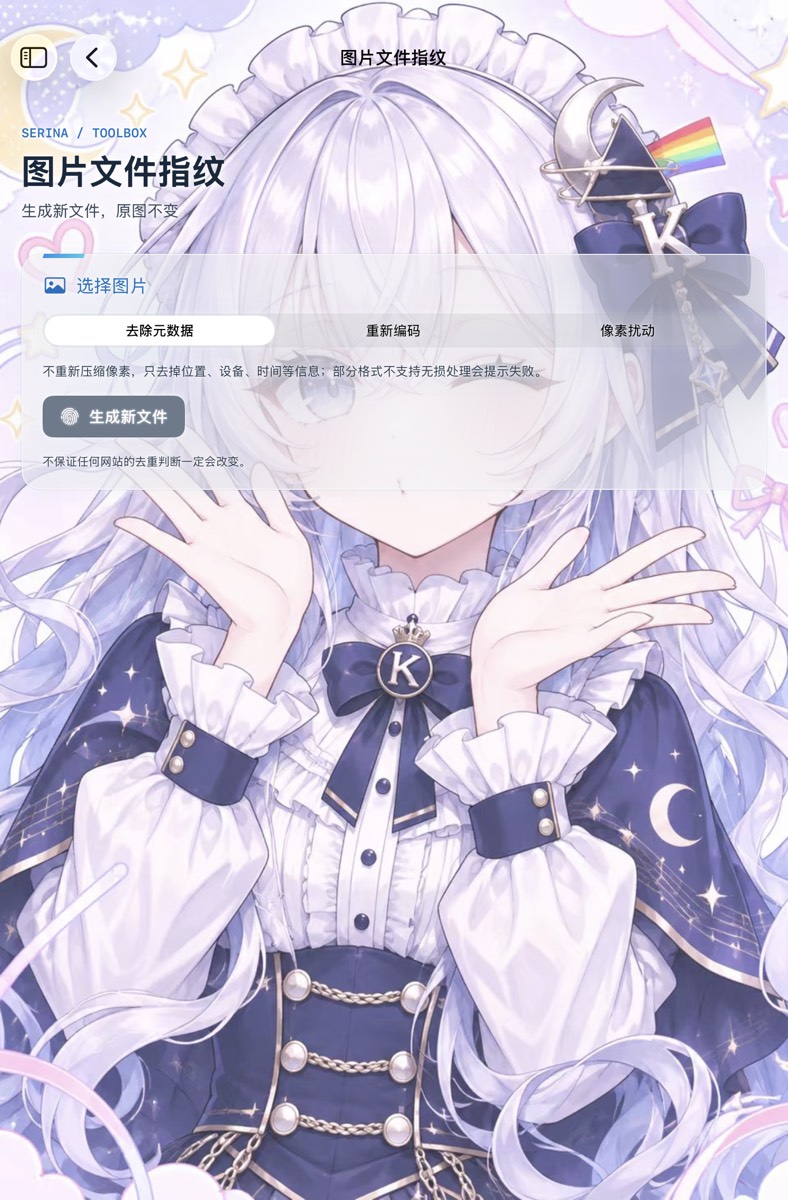 图片文件指纹
SERINA / TOOLBOX
图片文件指纹
生成新文件，原图不变
选择图片
去除元数据
重新编码
像素扰动
不重新压缩像素，只去掉位置、设备、时间等信息；部分格式不支持无损处理会提示失败。
生成新文件
不保证任何网站的去重判断一定会改变。
K
K